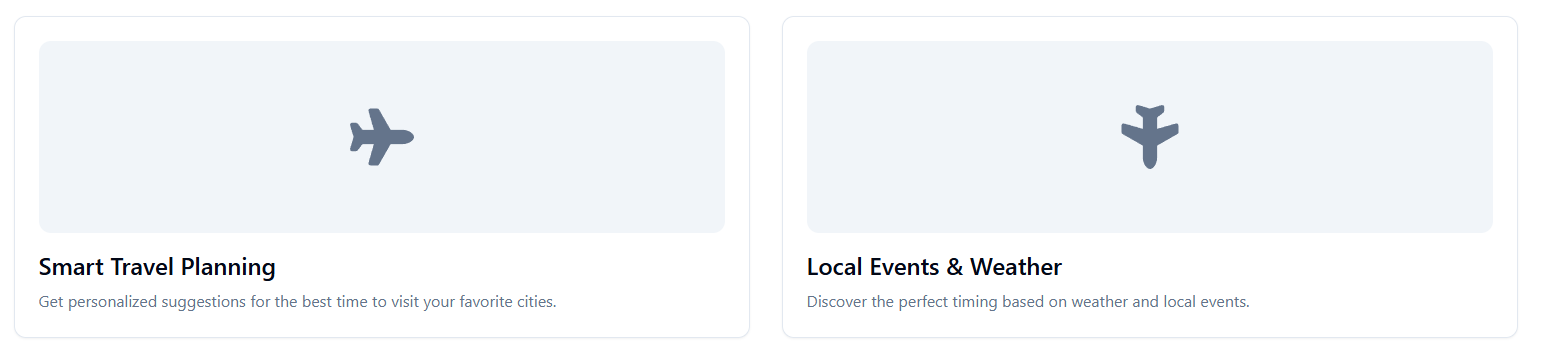 Smart Travel Planning
Get personalized suggestions for the best time to visit your favorite cities.
Local Events & Weather
Discover the perfect timing based on weather and local events.